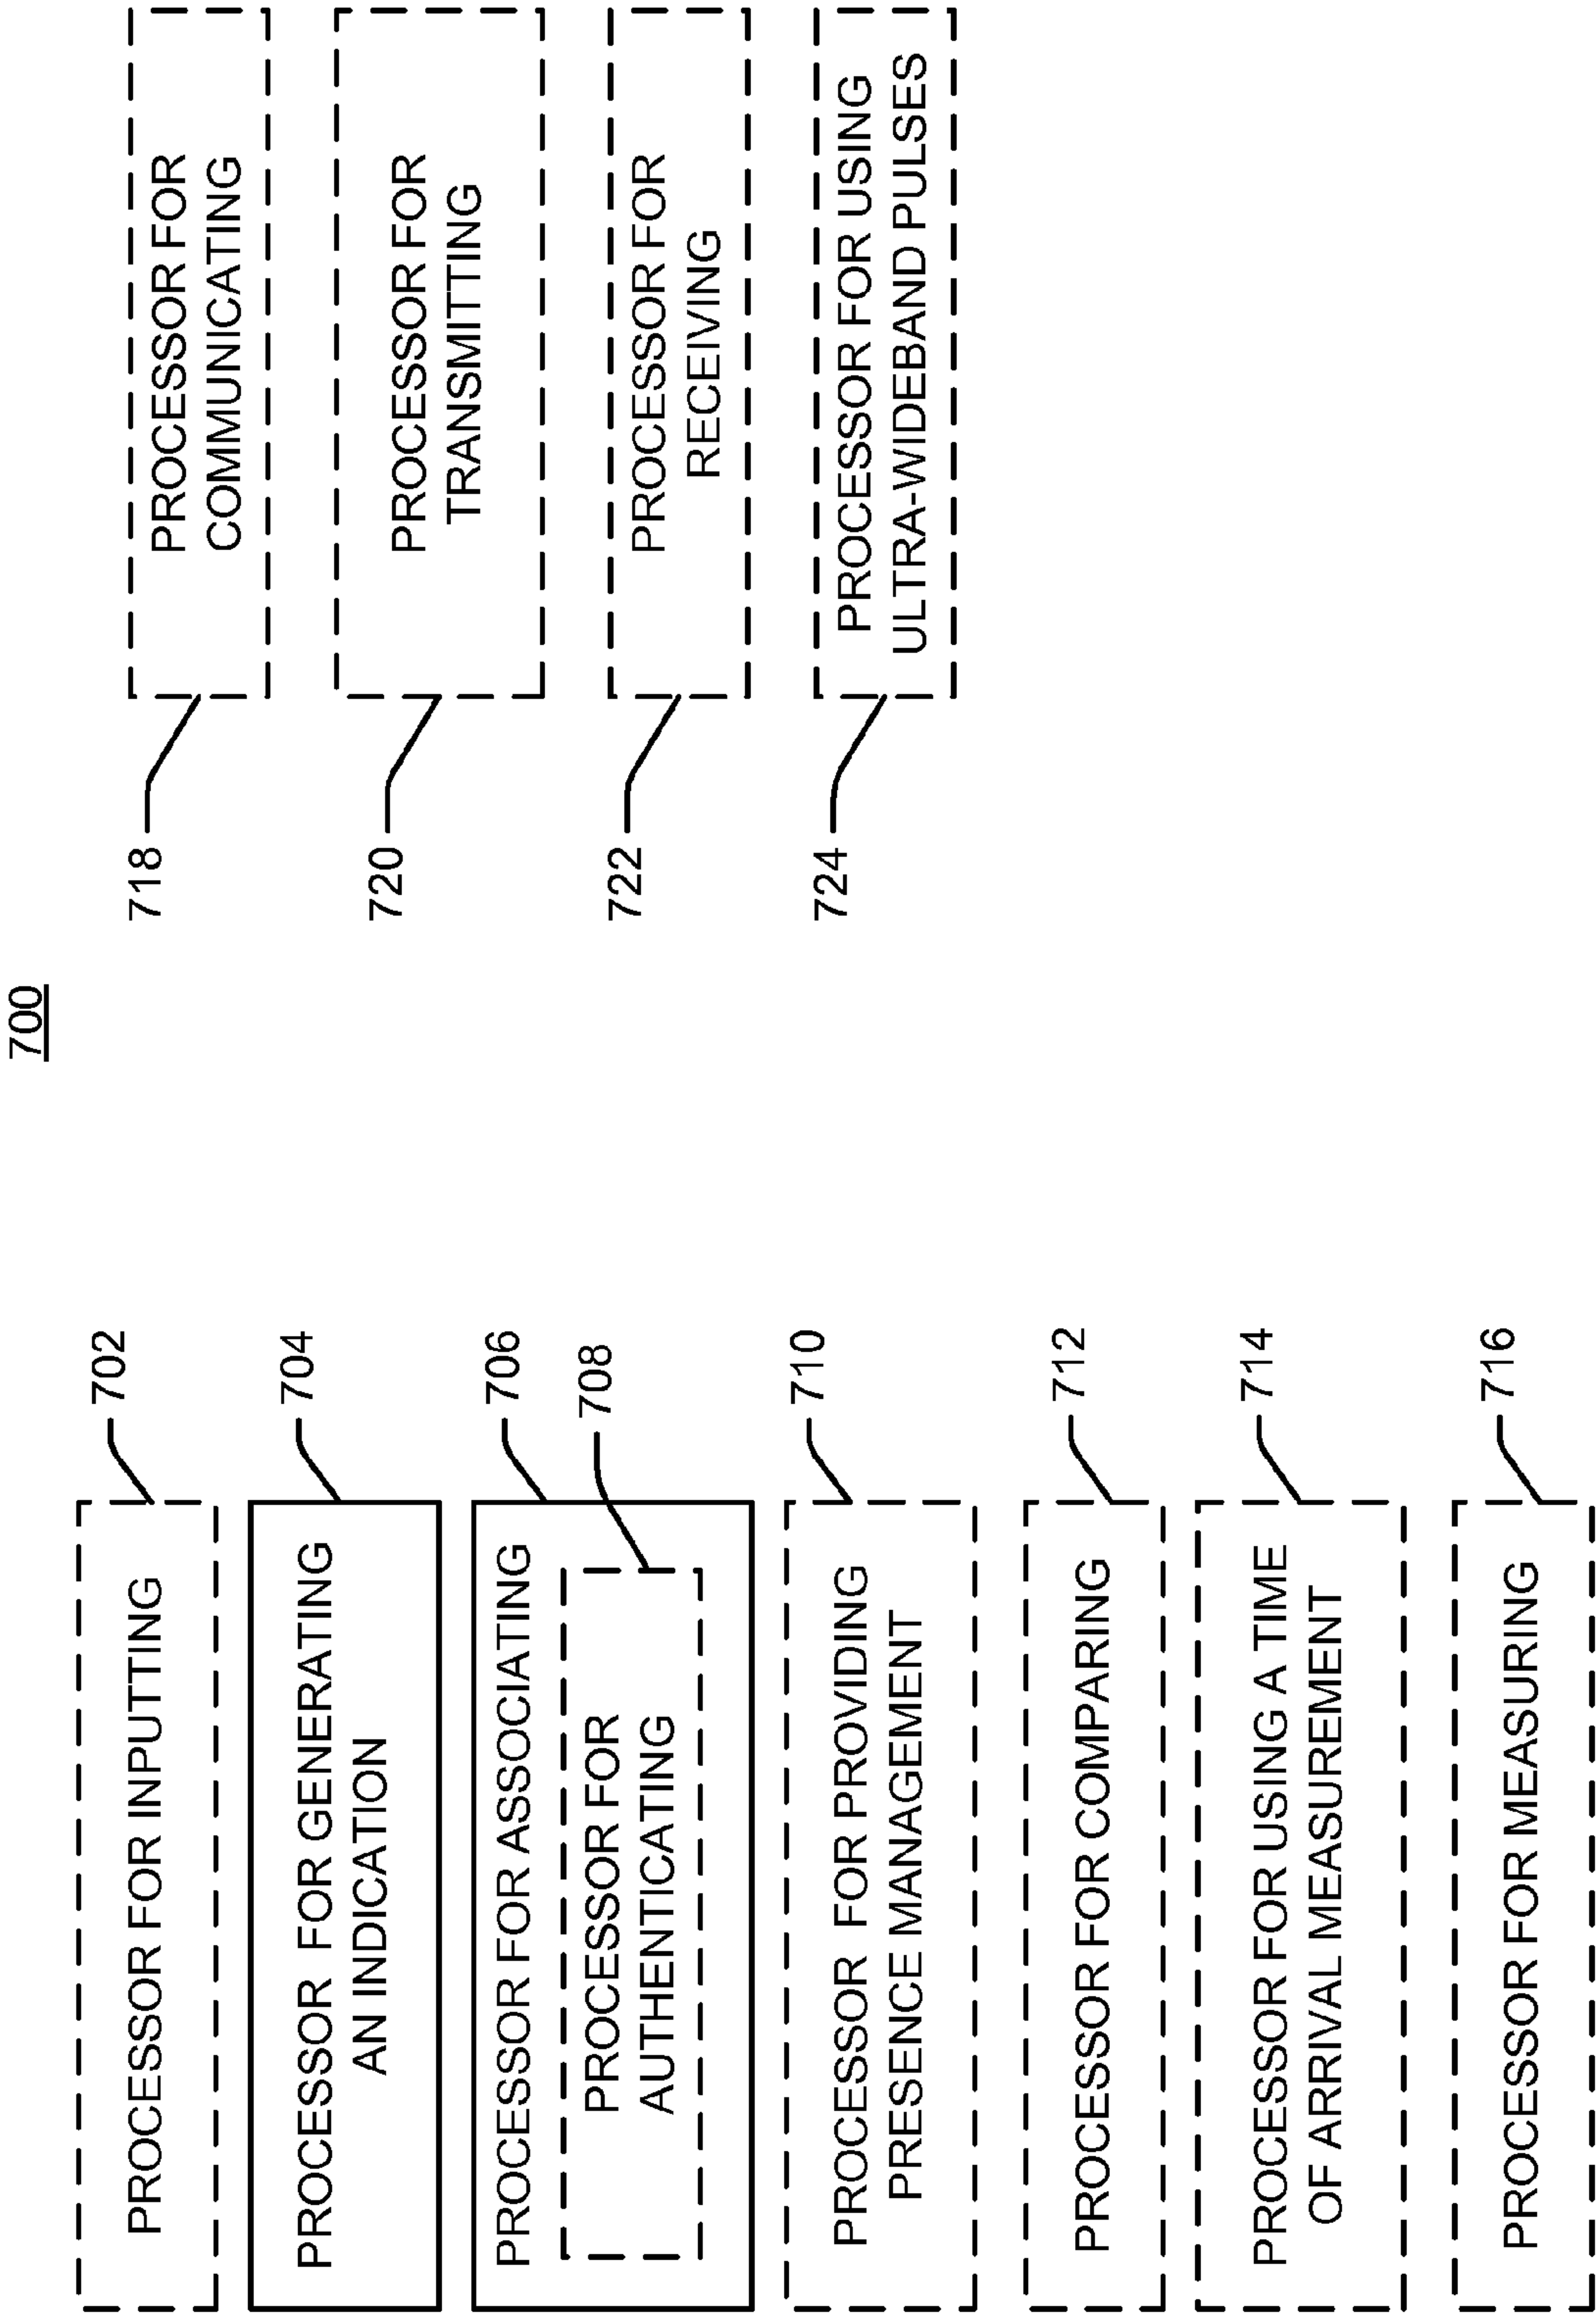 700
PROCESSOR FOR INPUTTING
702
PROCESSOR FOR GENERATING
AN INDICATION
704
PROCESSOR FOR ASSOCIATING
706
PROCESSOR FOR
AUTHENTICATING
708
PROCESSOR FOR PROVIDING
PRESENCE MANAGEMENT
710
PROCESSOR FOR COMPARING
712
PROCESSOR FOR USING A TIME
OF ARRIVAL MEASUREMENT
714
PROCESSOR FOR MEASURING
716
718
PROCESSOR FOR
COMMUNICATING
720
PROCESSOR FOR
TRANSMITTING
722
PROCESSOR FOR
RECEIVING
724
PROCESSOR FOR USING
ULTRA-WIDEBAND PULSES